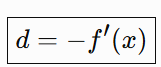 d = −f′(x)